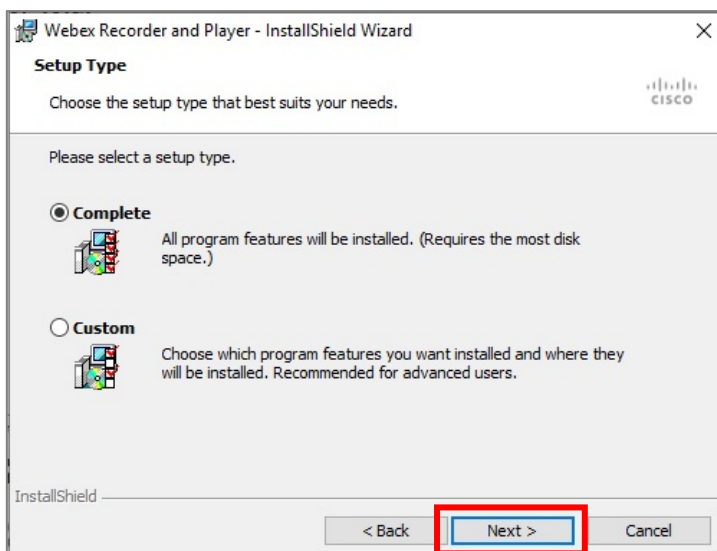 Webex Recorder and Player - InstallShield Wizard
Setup Type
Choose the setup type that best suits your needs.
CISCO
Please select a setup type.
Complete
All program features will be installed. (Requires the most disk
space.)
Custom
Choose which program features you want installed and where they
will be installed. Recommended for advanced users.
InstallShield
< Back
Next >
Cancel